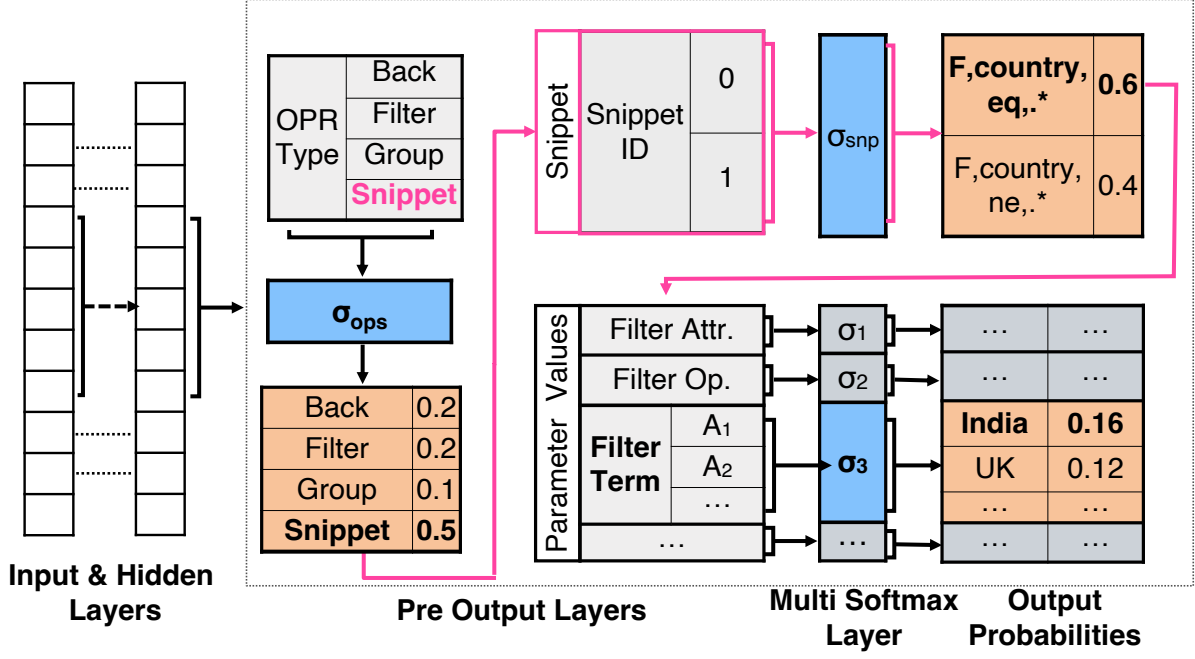 OPR
Type
Back
Filter
Group
Snippet
σops
Back 0.2
Filter 0.2
Group 0.1
Snippet 0.5
Snippet
Snippet
ID
0
1
σsnp
F,country,
eq,.*
0.6
F,country,
ne,.*
0.4
Parameter Values
Filter Attr.
σ1
... ...
Filter Op.
σ2
... ...
Filter
Term
A1
A2
...
σ3
India 0.16
UK 0.12
... ...
...
...
... ...
Input & Hidden
Layers
Pre Output Layers
Multi Softmax
Layer
Output
Probabilities